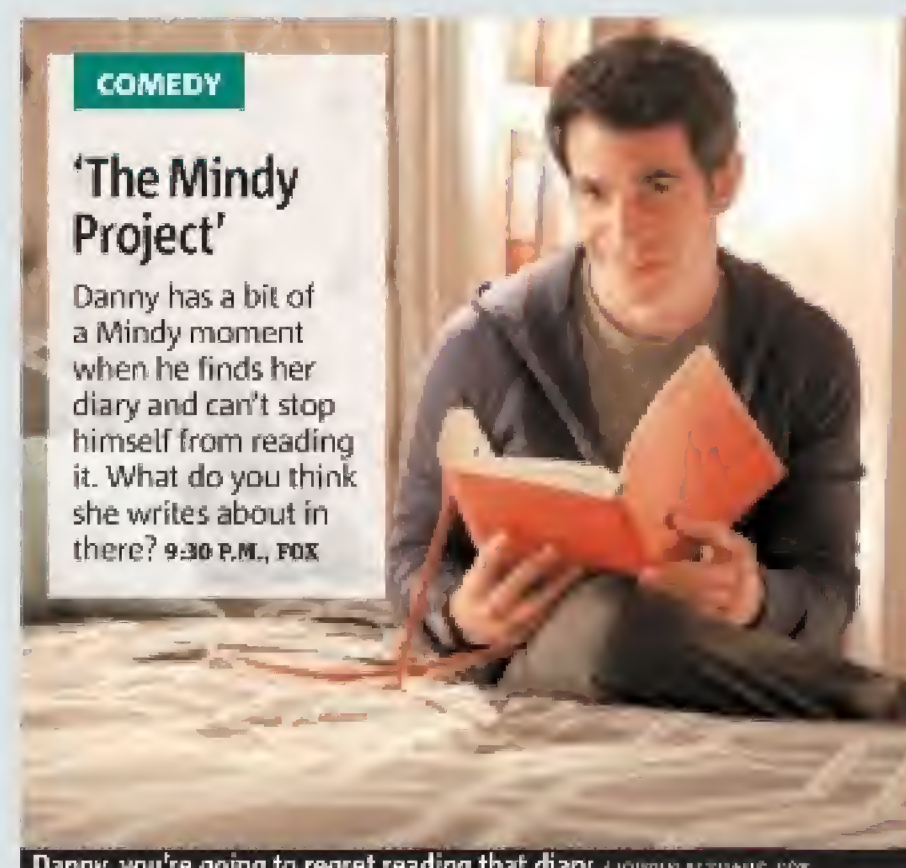 COMEDY
'The Mindy
Project'
Danny has a bit of
a Mindy moment
when he finds her
diary and can't stop
himself from reading
it. What do you think
she writes about in
there? 9:30 P.M., FOX
Danny, you're going to regret reading that diary. FOX